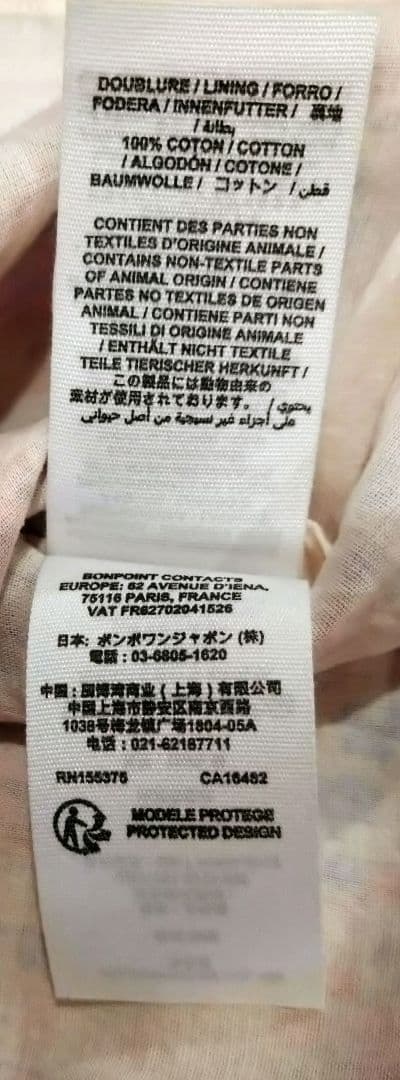 DOUBLURE / LINING / FORRO /
FODERA / INNENFUTTER / 裏地
/ بطانة
100% COTON / COTTON
/ ALGODÓN / COTONE /
BAUMWOLLE / コットン / قطن
CONTIENT DES PARTIES NON
TEXTILES D'ORIGINE ANIMALE /
CONTAINS NON-TEXTILE PARTS
OF ANIMAL ORIGIN / CONTIENE
PARTES NO TEXTILES DE ORIGEN
ANIMAL / CONTIENE PARTI NON
TESSILI DI ORIGINE ANIMALE
/ ENTHÄLT NICHT TEXTILE
TEILE TIERISCHER HERKUNFT /
この製品には動物由来の
素材が使用されております。 / يحتوي
على أجزاء غير نسيجية من أصل حيواني
BONPOINT CONTACTS
EUROPE: 62 AVENUE D'IENA,
75116 PARIS, FRANCE
VAT FR62702041526
日本: ボンポワンジャポン (株)
電話 : 03-6805-1620
中国 : 博湾商业 (上海) 有限公司
中国上海市静安区南京西路
1038号梅龙镇广场1804-05A
电话 : 021-62187711
RN155376 CA16482
MODELE PROTEGE
PROTECTED DESIGN